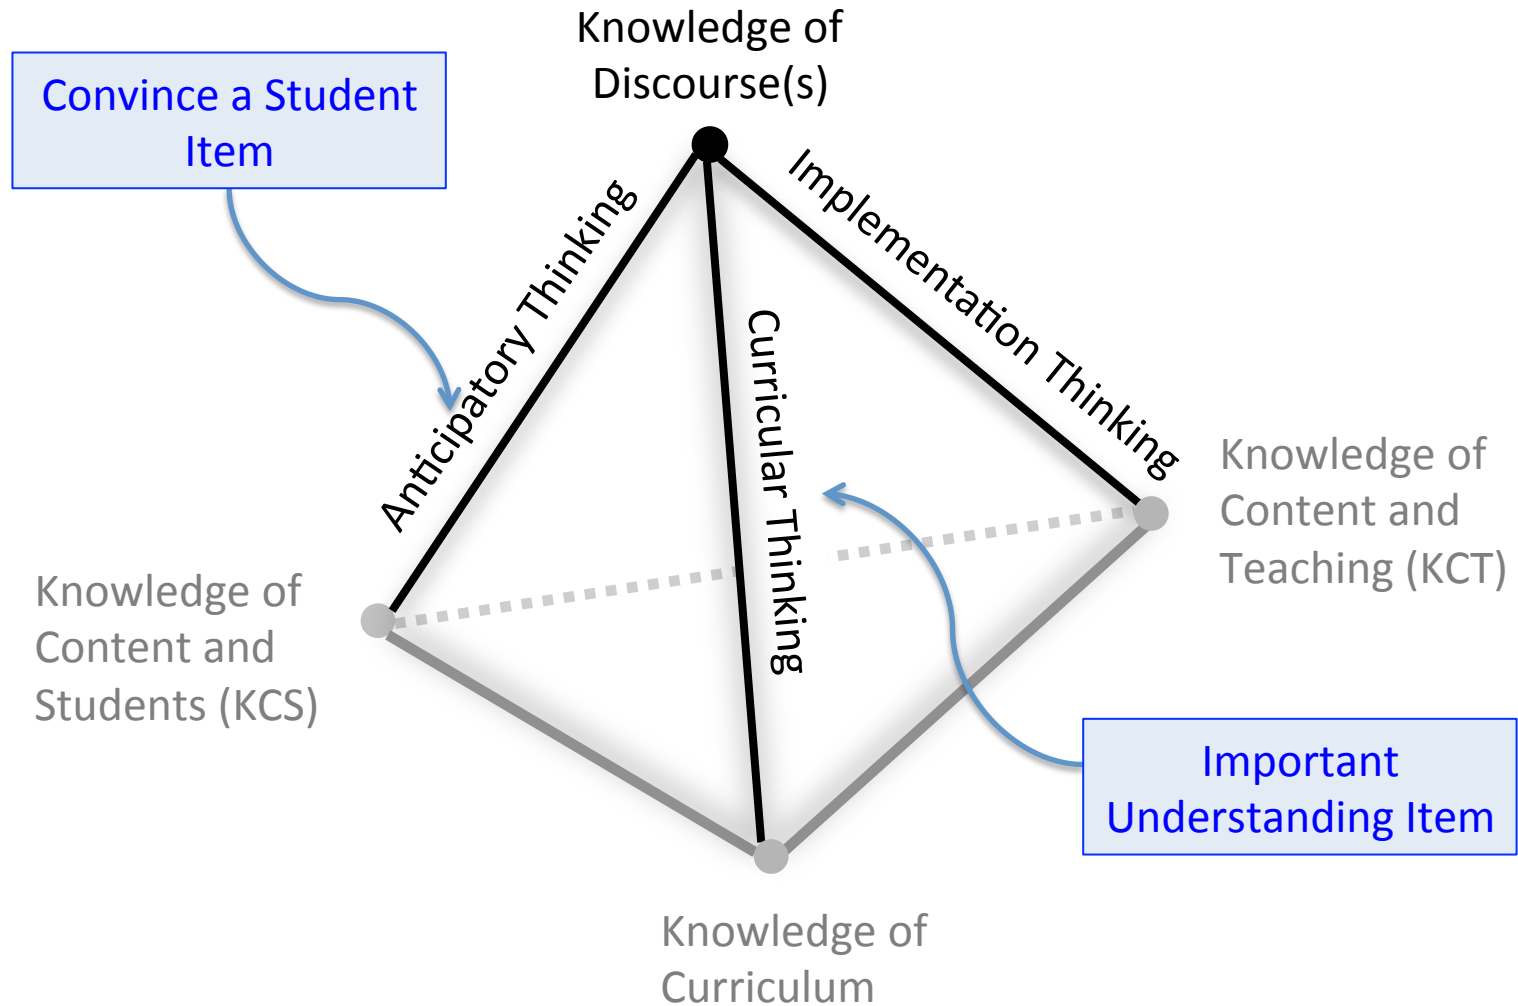 Knowledge of
Discourse(s)
Convince a Student
Item
Anticipatory Thinking
Curricular Thinking
Implementation Thinking
Knowledge of
Content and
Teaching (KCT)
Knowledge of
Content and
Students (KCS)
Important
Understanding Item
Knowledge of
Curriculum